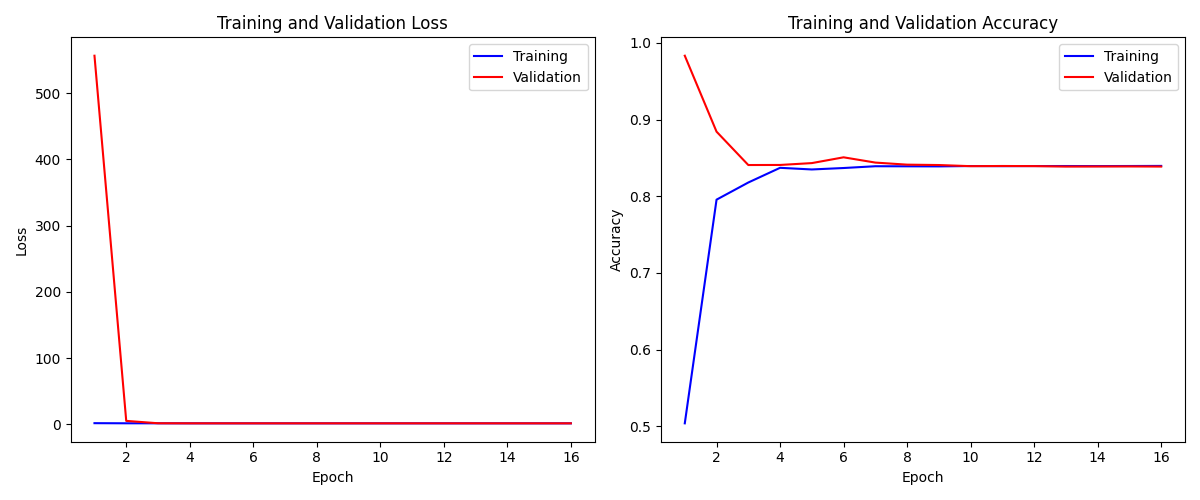 Training and Validation Loss
Training
Validation
500
400
300
200
100
0
Loss
2 4 6 8 10 12 14 16
Epoch
Training and Validation Accuracy
Training
Validation
1.0
0.9
0.8
0.7
0.6
0.5
Accuracy
2 4 6 8 10 12 14 16
Epoch